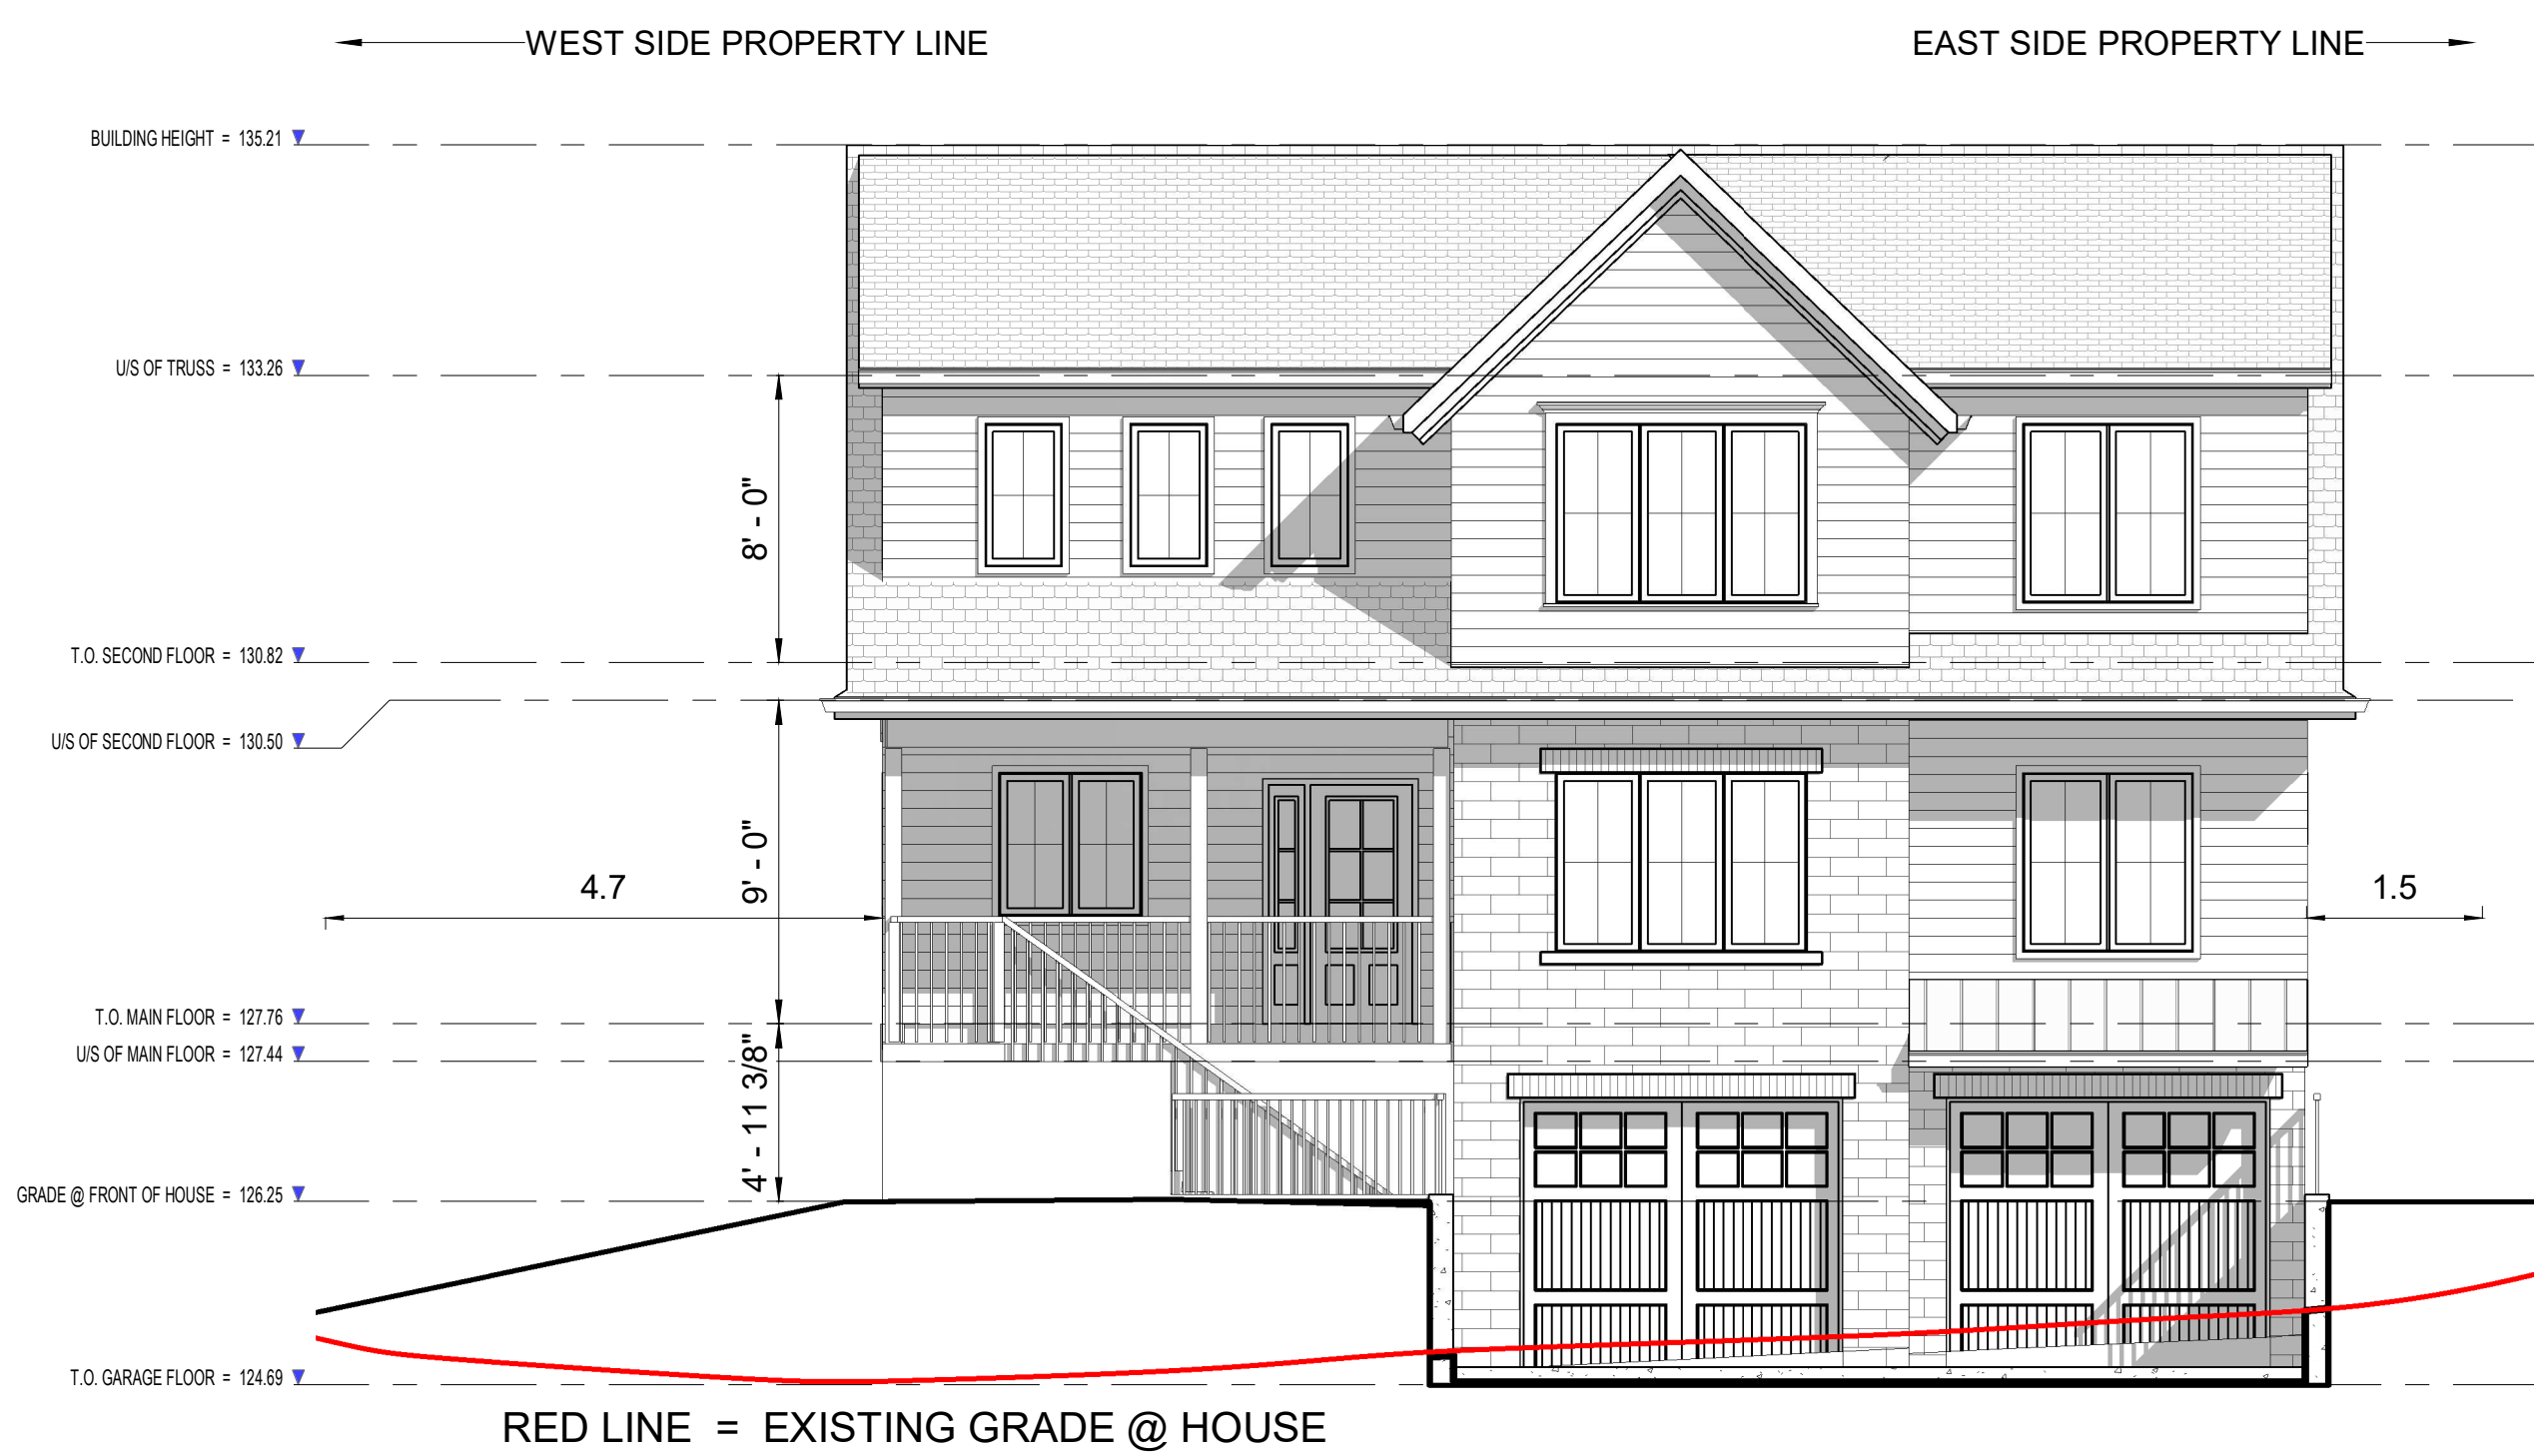 WEST SIDE PROPERTY LINE
EAST SIDE PROPERTY LINE
BUILDING HEIGHT = 135.21
U/S OF TRUSS = 133.26
8' - 0"
T.O. SECOND FLOOR = 130.82
U/S OF SECOND FLOOR = 130.50
9' - 0"
4.7
1.5
T.O. MAIN FLOOR = 127.76
U/S OF MAIN FLOOR = 127.44
4' - 11 3/8"
GRADE @ FRONT OF HOUSE = 126.25
T.O. GARAGE FLOOR = 124.69
RED LINE = EXISTING GRADE @ HOUSE